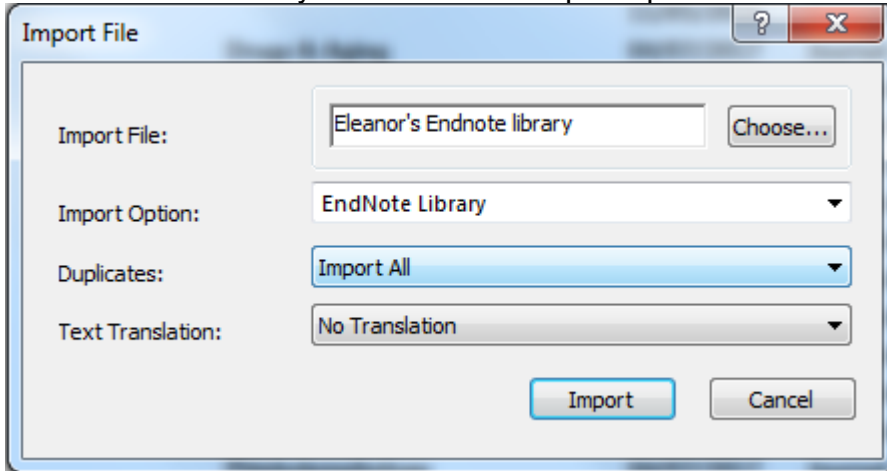 Import File
Import File:
Eleanor's Endnote library
Choose...
Import Option:
EndNote Library
Duplicates:
Import All
Text Translation:
No Translation
Import
Cancel